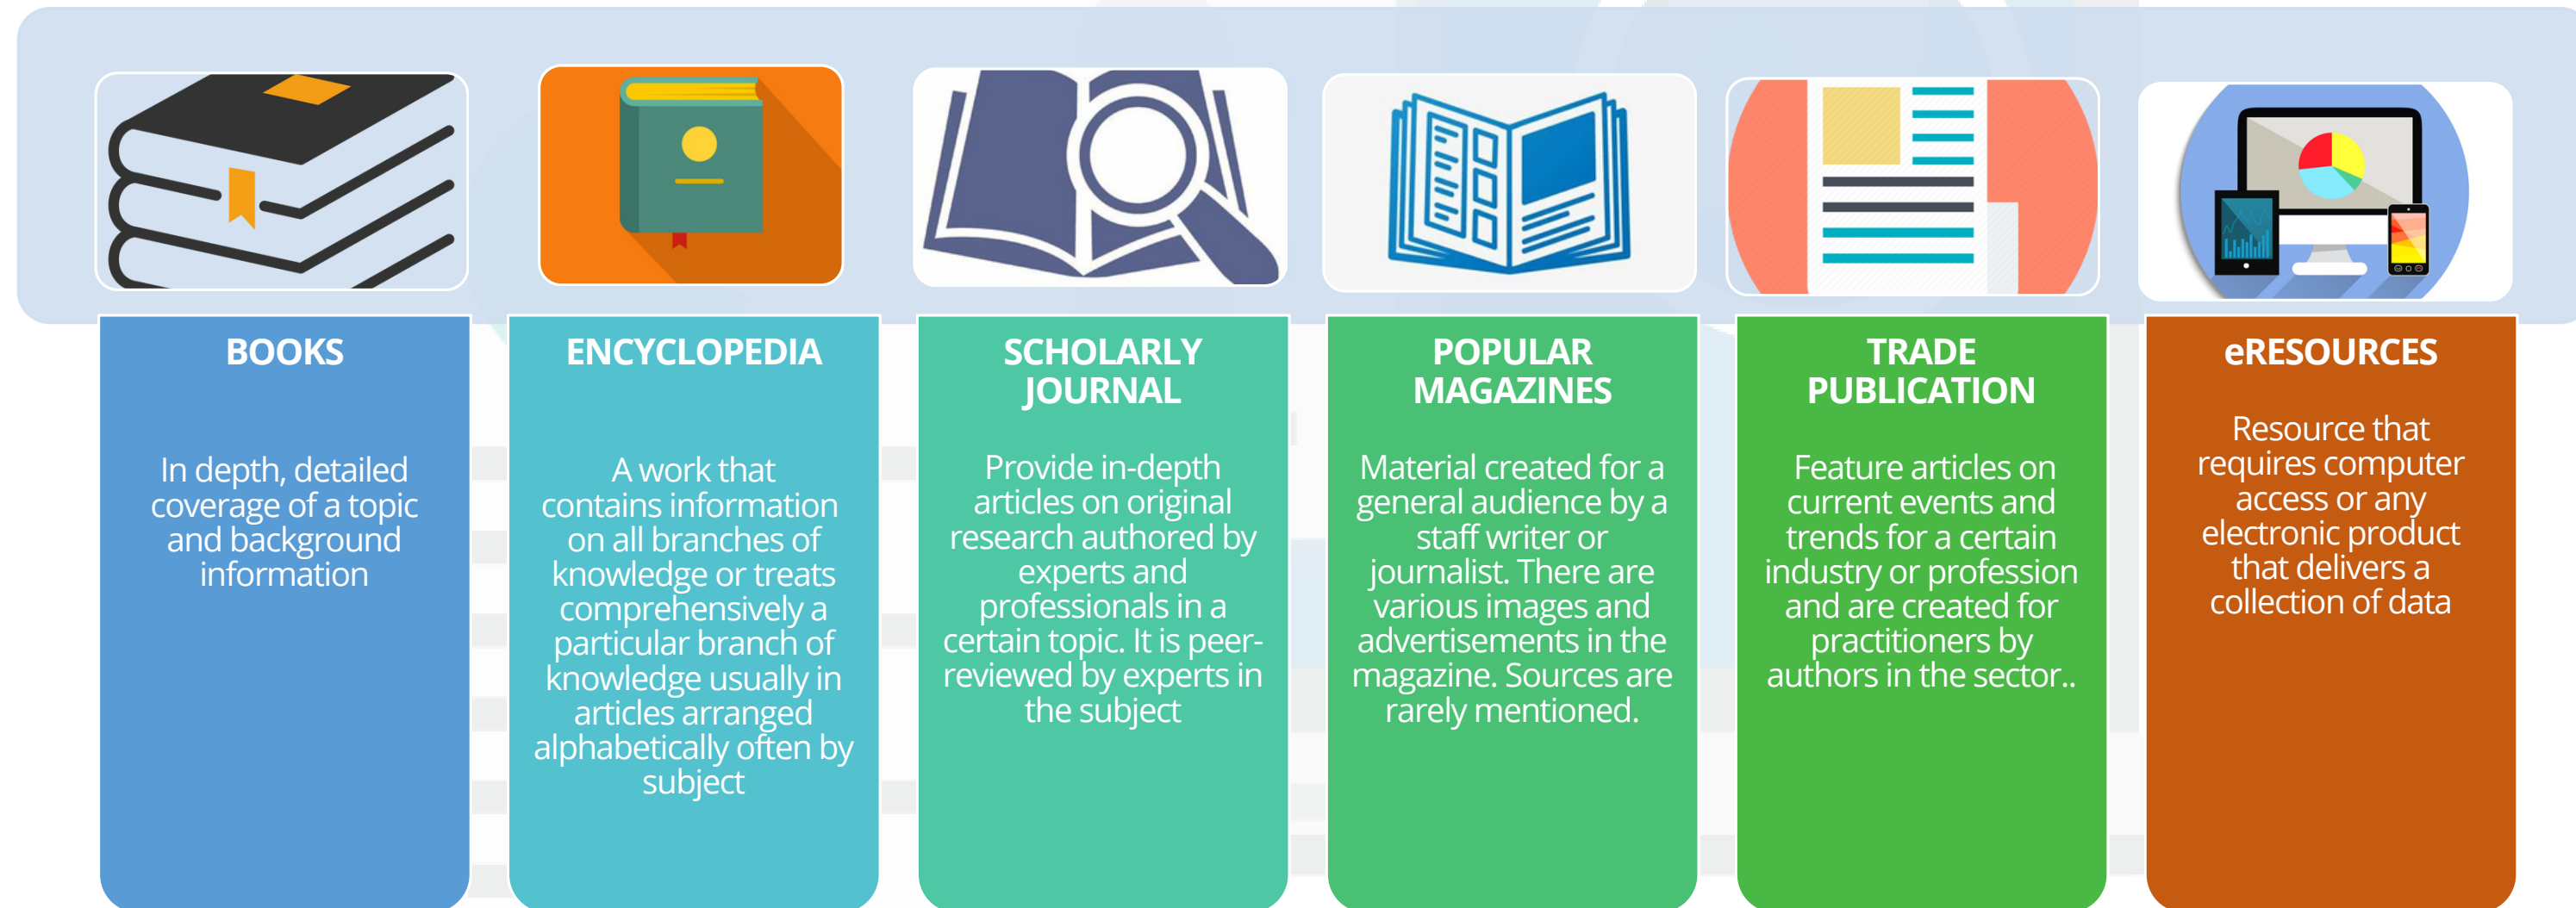 BOOKS
In depth, detailed
coverage of a topic
and background
information
ENCYCLOPEDIA
A work that
contains information
on all branches of
knowledge or treats
comprehensively a
particular branch of
knowledge usually in
articles arranged
alphabetically often by
subject
SCHOLARLY
JOURNAL
Provide in-depth
articles on original
research authored by
experts and
professionals in a
certain topic. It is peer-
reviewed by experts in
the subject
POPULAR
MAGAZINES
Material created for a
general audience by a
staff writer or
journalist. There are
various images and
advertisements in the
magazine. Sources are
rarely mentioned.
TRADE
PUBLICATION
Feature articles on
current events and
trends for a certain
industry or profession
and are created for
practitioners by
authors in the sector..
eRESOURCES
Resource that
requires computer
access or any
electronic product
that delivers a
collection of data